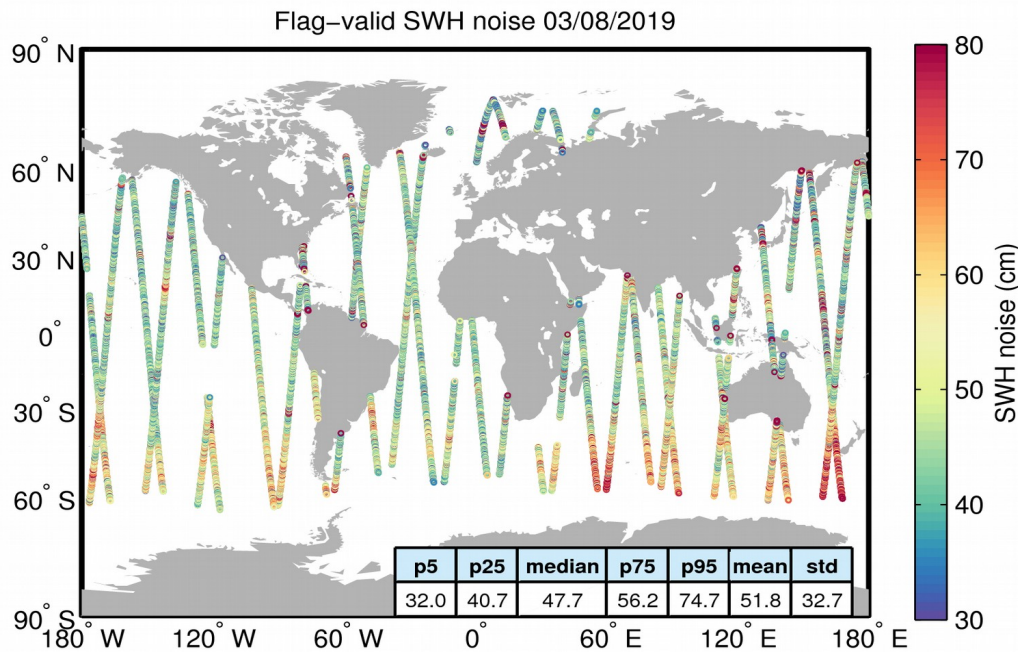 Flag−valid SWH noise 03/08/2019
90° N
60° N
30° N
0°
30° S
60° S
90° S
180° W
120° W
60° W
0°
60° E
120° E
180° E
p5 p25 median p75 p95 mean std
32.0 40.7 47.7 56.2 74.7 51.8 32.7
80
70
60
50
40
30
SWH noise (cm)